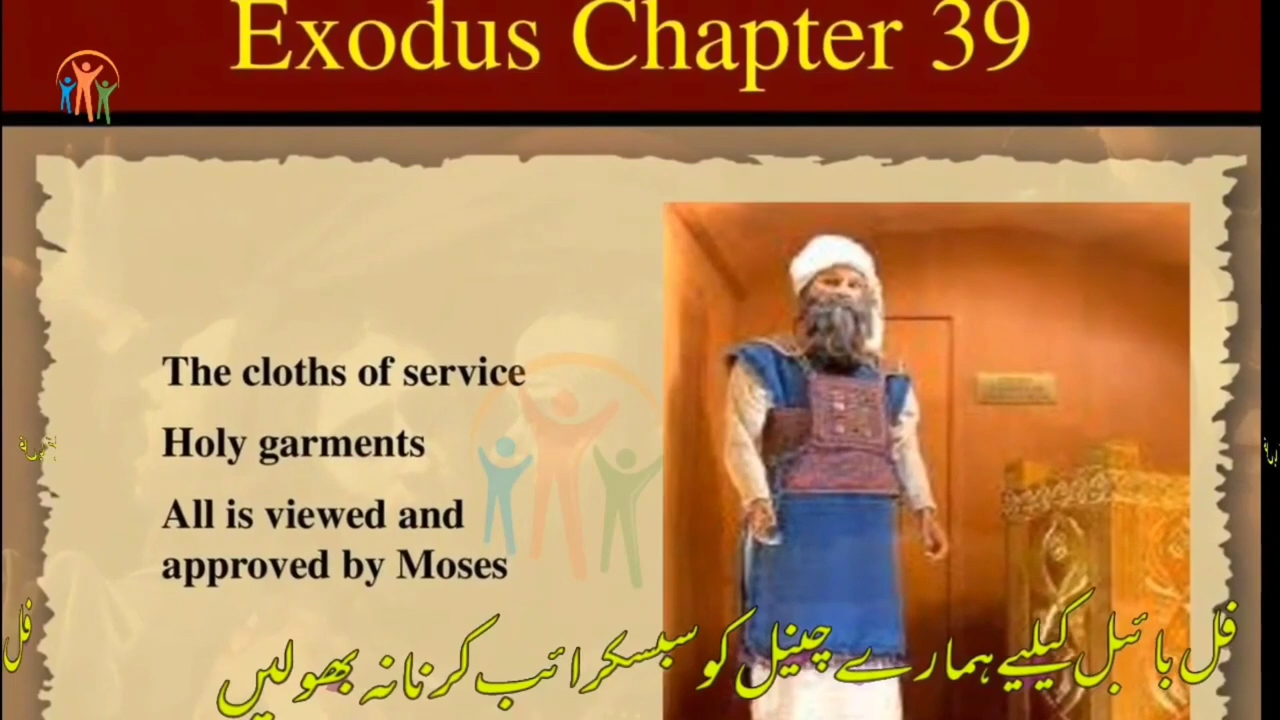 Exodus Chapter 39
The cloths of service
Holy garments
All is viewed and
approved by Moses
فل بائبل کیلیے ہمارے چینل کو سبسکرائب کرنا نہ بھولیں
فل